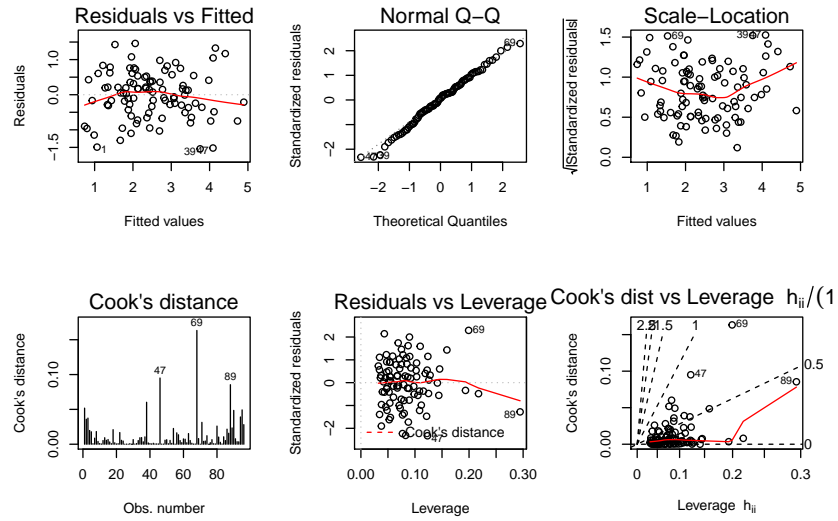 Residuals vs Fitted
Residuals
−1.5 0.0 1.0
1
39
47
1 2 3 4 5
Fitted values
Normal Q−Q
Standardized residuals
−2 0 2
69
47
39
−2 −1 0 1 2
Theoretical Quantiles
Scale−Location
√|Standardized residuals|
0.0 0.5 1.0 1.5
69
39
47
1 2 3 4 5
Fitted values
Cook's distance
Cook's distance
0.00 0.10
47
69
89
0 20 40 60 80
Obs. number
Residuals vs Leverage
Standardized residuals
−2 0 1 2
69
89
47
Cook's distance
0.00 0.10 0.20 0.30
Leverage
Cook's dist vs Leverage h_ii/(1
Cook's distance
0.00 0.10
1.5
1
0.5
0
69
47
89
0 0.1 0.2 0.3
Leverage h_ii